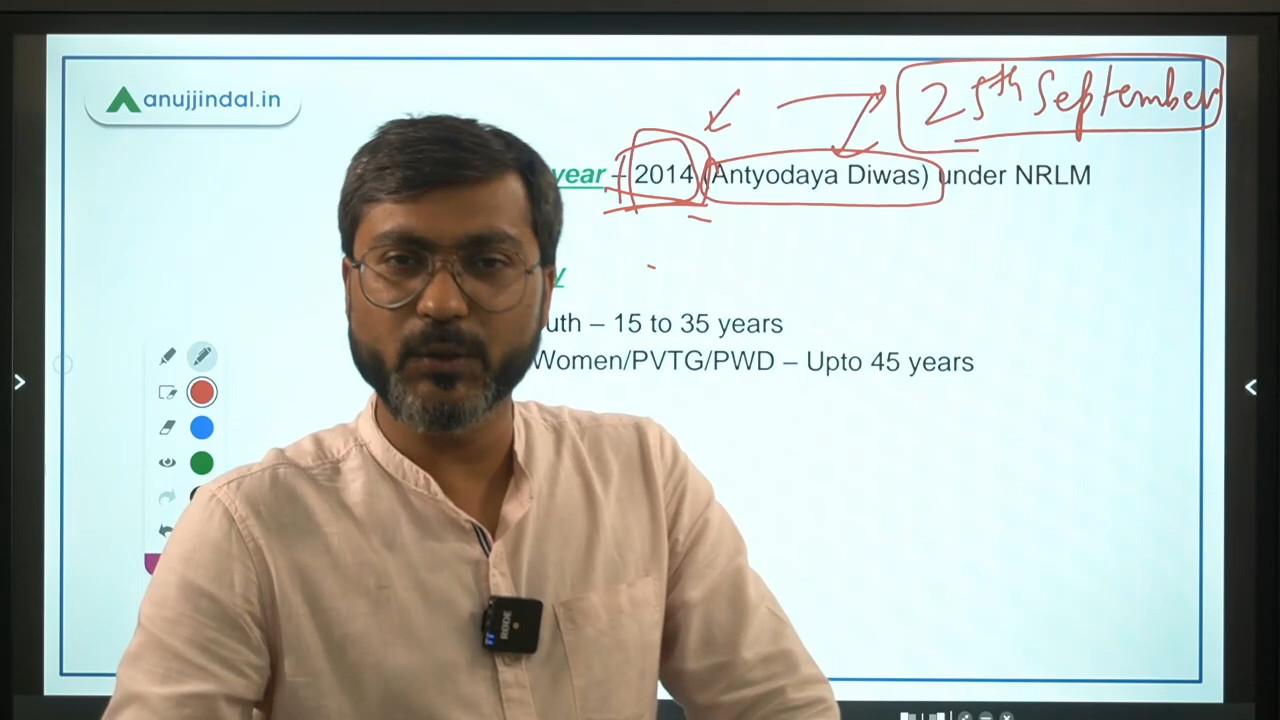 anujjindal.in
25th September
year – 2014 (Antyodaya Diwas) under NRLM
uth – 15 to 35 years
Women/PVTG/PWD – Upto 45 years
RODE